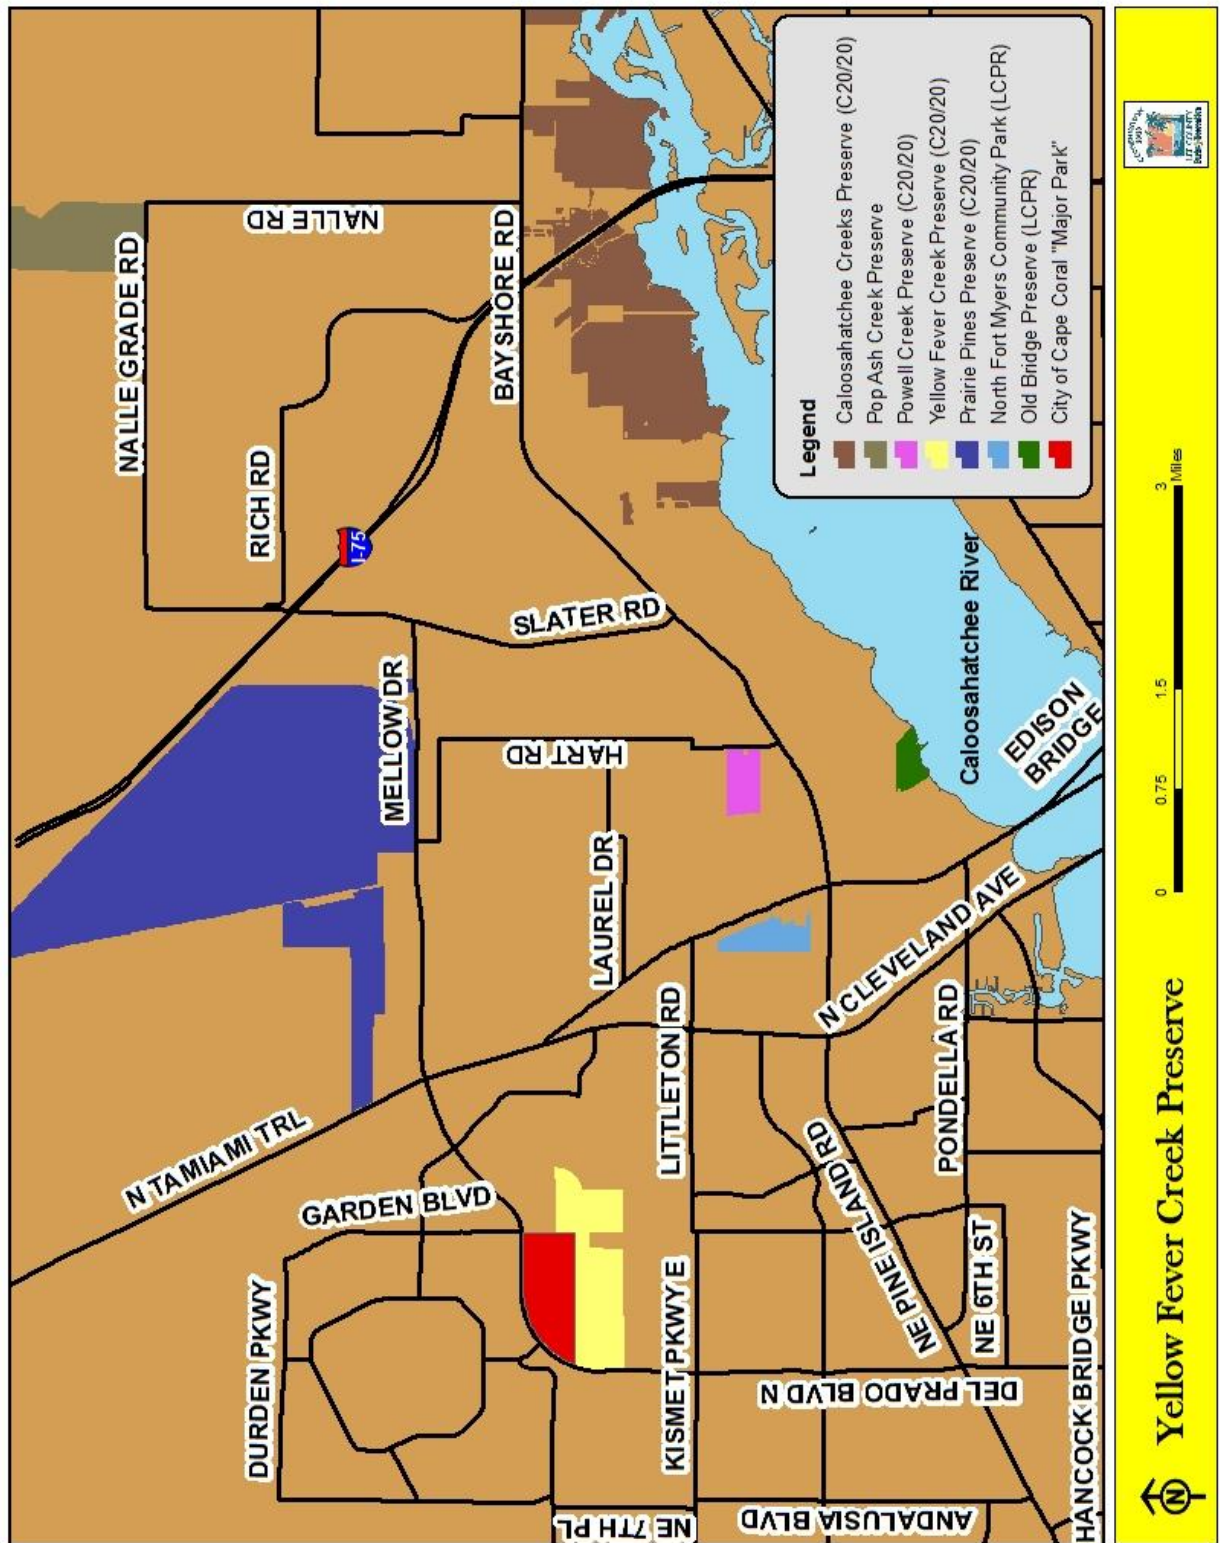 NALLE GRADE RD
NALLE RD
RICH RD
BAYSHORE RD
I-75
SLATER RD
MELLOW DR
HART RD
LAUREL DR
N TAMIAMI TRL
GARDEN BLVD
DURDEN PKWY
LITTLETON RD
KISMET PKWY E
N CLEVELAND AVE
PONDELLA RD
NE PINE ISLAND RD
NE 6TH ST
DEL PRADO BLVD N
NE 7TH PL
ANDALUSIA BLVD
HANCOCK BRIDGE PKWY
Caloosahatchee River
EDISON
BRIDGE
Legend
Caloosahatchee Creeks Preserve (C20/20)
Pop Ash Creek Preserve
Powell Creek Preserve (C20/20)
Yellow Fever Creek Preserve (C20/20)
Prairie Pines Preserve (C20/20)
North Fort Myers Community Park (LCPR)
Old Bridge Preserve (LCPR)
City of Cape Coral "Major Park"
N
Yellow Fever Creek Preserve
0 0.75 1.5 3
Miles
LEE COUNTY